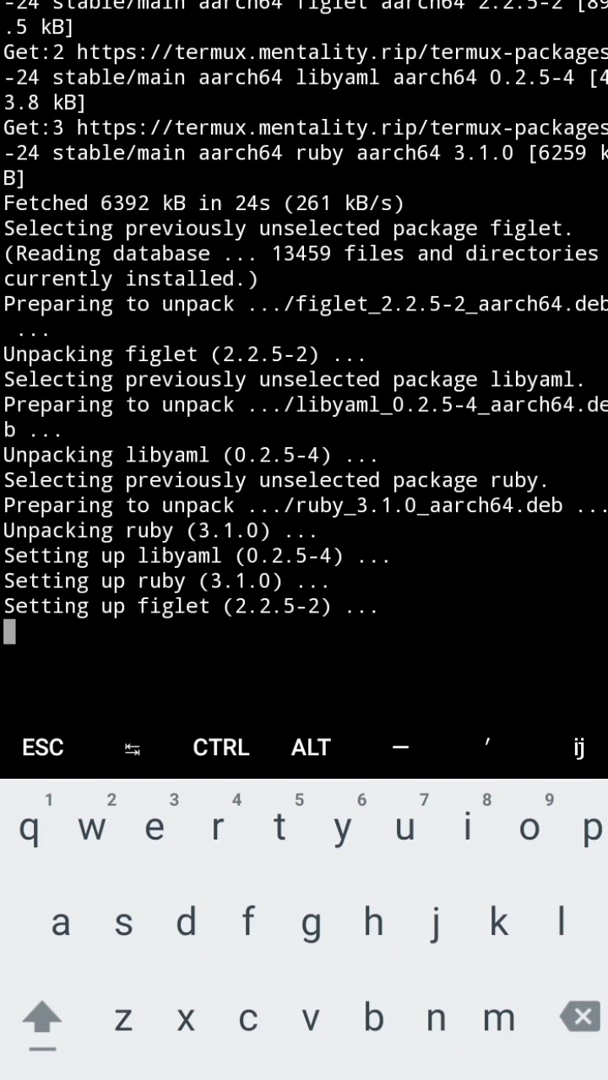 -24 stable/main aarch64 figlet aarch64 2.2.5-2 [89
.5 kB]
Get:2 https://termux.mentality.rip/termux-packages
-24 stable/main aarch64 libyaml aarch64 0.2.5-4 [4
3.8 kB]
Get:3 https://termux.mentality.rip/termux-packages
-24 stable/main aarch64 ruby aarch64 3.1.0 [6259 k
B]
Fetched 6392 kB in 24s (261 kB/s)
Selecting previously unselected package figlet.
(Reading database ... 13459 files and directories
currently installed.)
Preparing to unpack .../figlet_2.2.5-2_aarch64.deb
 ...
Unpacking figlet (2.2.5-2) ...
Selecting previously unselected package libyaml.
Preparing to unpack .../libyaml_0.2.5-4_aarch64.de
b ...
Unpacking libyaml (0.2.5-4) ...
Selecting previously unselected package ruby.
Preparing to unpack .../ruby_3.1.0_aarch64.deb ...
Unpacking ruby (3.1.0) ...
Setting up libyaml (0.2.5-4) ...
Setting up ruby (3.1.0) ...
Setting up figlet (2.2.5-2) ...
ESC ↹ CTRL ALT — ′ ij
1 2 3 4 5 6 7 8 9
q w e r t y u i o p
a s d f g h j k l
z x c v b n m